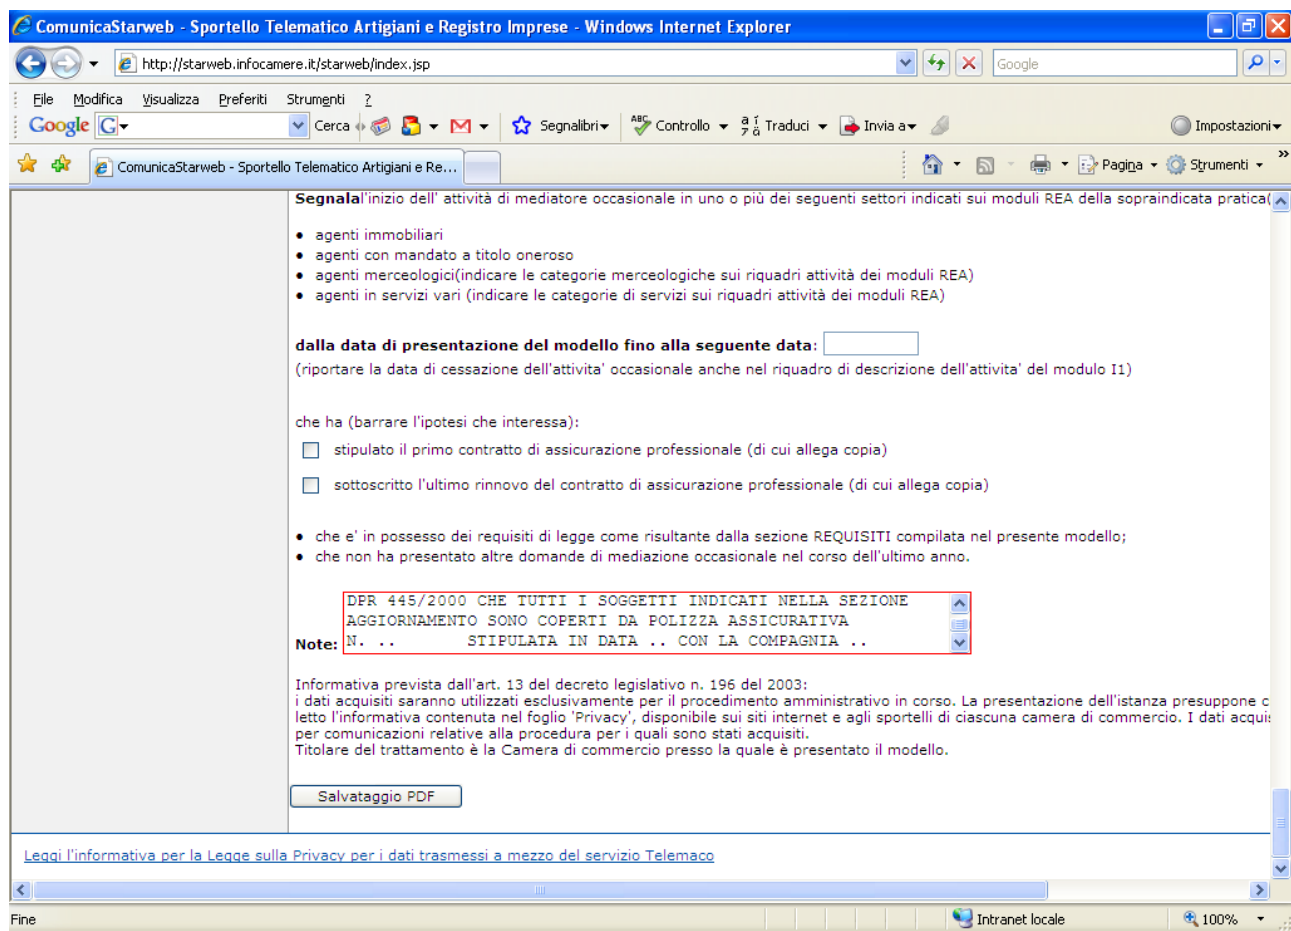 ComunicaStarweb - Sportello Telematico Artigiani e Registro Imprese - Windows Internet Explorer
http://starweb.infocamere.it/starweb/index.jsp
Google
File Modifica Visualizza Preferiti Strumenti ?
Google G Cerca Segnalibri ABC Controllo Traduci Invia a Impostazioni
ComunicaStarweb - Sportello Telematico Artigiani e Re... Pagina Strumenti »
Segnalal'inizio dell' attività di mediatore occasionale in uno o più dei seguenti settori indicati sui moduli REA della sopraindicata pratica(
• agenti immobiliari
• agenti con mandato a titolo oneroso
• agenti merceologici(indicare le categorie merceologiche sui riquadri attività dei moduli REA)
• agenti in servizi vari (indicare le categorie di servizi sui riquadri attività dei moduli REA)
dalla data di presentazione del modello fino alla seguente data:
(riportare la data di cessazione dell'attivita' occasionale anche nel riquadro di descrizione dell'attivita' del modulo I1)
che ha (barrare l'ipotesi che interessa):
stipulato il primo contratto di assicurazione professionale (di cui allega copia)
sottoscritto l'ultimo rinnovo del contratto di assicurazione professionale (di cui allega copia)
• che e' in possesso dei requisiti di legge come risultante dalla sezione REQUISITI compilata nel presente modello;
• che non ha presentato altre domande di mediazione occasionale nel corso dell'ultimo anno.
DPR 445/2000 CHE TUTTI I SOGGETTI INDICATI NELLA SEZIONE
AGGIORNAMENTO SONO COPERTI DA POLIZZA ASSICURATIVA
Note: N. .. STIPULATA IN DATA .. CON LA COMPAGNIA ..
Informativa prevista dall'art. 13 del decreto legislativo n. 196 del 2003:
i dati acquisiti saranno utilizzati esclusivamente per il procedimento amministrativo in corso. La presentazione dell'istanza presuppone c
letto l'informativa contenuta nel foglio 'Privacy', disponibile sui siti internet e agli sportelli di ciascuna camera di commercio. I dati acquis
per comunicazioni relative alla procedura per i quali sono stati acquisiti.
Titolare del trattamento è la Camera di commercio presso la quale è presentato il modello.
Salvataggio PDF
Leggi l'informativa per la Legge sulla Privacy per i dati trasmessi a mezzo del servizio Telemaco
Fine Intranet locale 100%